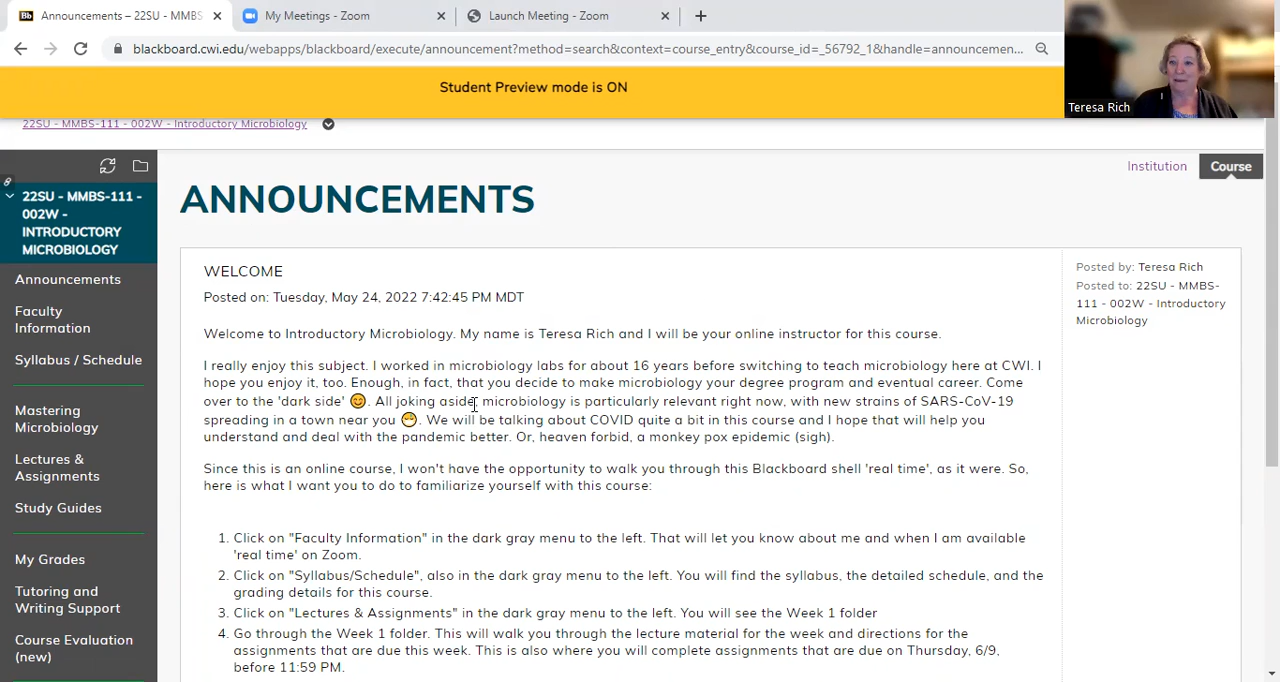 Announcements – 22SU - MMBS-
My Meetings - Zoom
Launch Meeting - Zoom
blackboard.cwi.edu/webapps/blackboard/execute/announcement?method=search&context=course_entry&course_id=_56792_1&handle=announcemen...
Student Preview mode is ON
Teresa Rich
22SU - MMBS-111 - 002W - Introductory Microbiology
Institution
Course
22SU - MMBS-111 -
002W -
INTRODUCTORY
MICROBIOLOGY
Announcements
Faculty
Information
Syllabus / Schedule
Mastering
Microbiology
Lectures &
Assignments
Study Guides
My Grades
Tutoring and
Writing Support
Course Evaluation
(new)
ANNOUNCEMENTS
WELCOME
Posted on: Tuesday, May 24, 2022 7:42:45 PM MDT
Welcome to Introductory Microbiology. My name is Teresa Rich and I will be your online instructor for this course.
I really enjoy this subject. I worked in microbiology labs for about 16 years before switching to teach microbiology here at CWI. I
hope you enjoy it, too. Enough, in fact, that you decide to make microbiology your degree program and eventual career. Come
over to the 'dark side' 😊. All joking aside, microbiology is particularly relevant right now, with new strains of SARS-CoV-19
spreading in a town near you 😷. We will be talking about COVID quite a bit in this course and I hope that will help you
understand and deal with the pandemic better. Or, heaven forbid, a monkey pox epidemic (sigh).
Since this is an online course, I won't have the opportunity to walk you through this Blackboard shell 'real time', as it were. So,
here is what I want you to do to familiarize yourself with this course:
1. Click on "Faculty Information" in the dark gray menu to the left. That will let you know about me and when I am available
'real time' on Zoom.
2. Click on "Syllabus/Schedule", also in the dark gray menu to the left. You will find the syllabus, the detailed schedule, and the
grading details for this course.
3. Click on "Lectures & Assignments" in the dark gray menu to the left. You will see the Week 1 folder
4. Go through the Week 1 folder. This will walk you through the lecture material for the week and directions for the
assignments that are due this week. This is also where you will complete assignments that are due on Thursday, 6/9,
before 11:59 PM.
Posted by: Teresa Rich
Posted to: 22SU - MMBS-
111 - 002W - Introductory
Microbiology